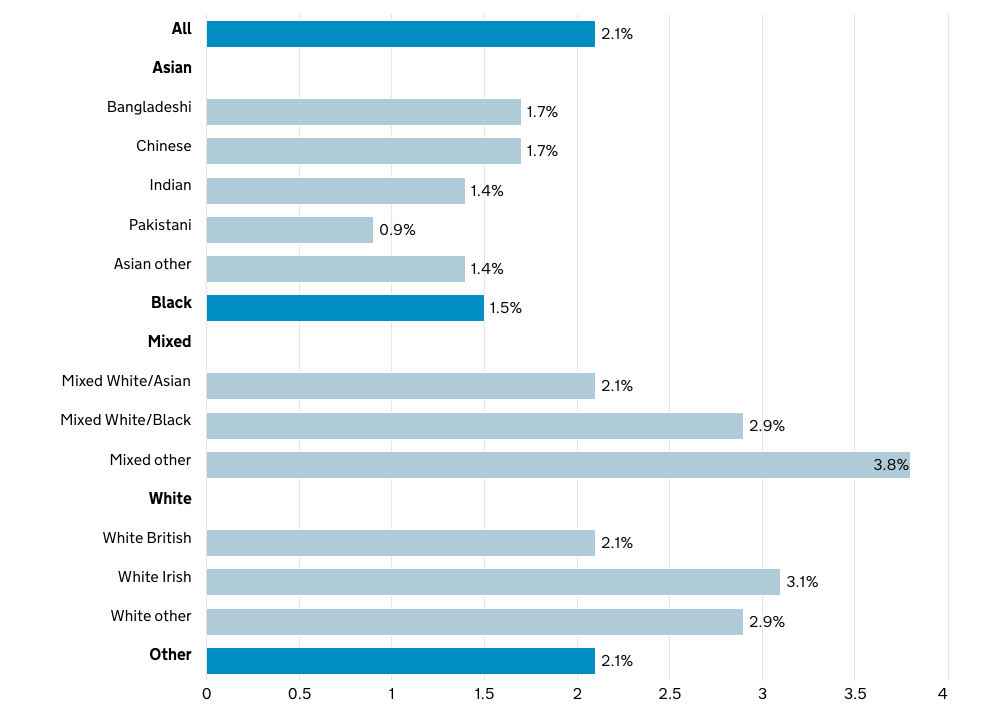 All 2.1%
Asian
Bangladeshi 1.7%
Chinese 1.7%
Indian 1.4%
Pakistani 0.9%
Asian other 1.4%
Black 1.5%
Mixed
Mixed White/Asian 2.1%
Mixed White/Black 2.9%
Mixed other 3.8%
White
White British 2.1%
White Irish 3.1%
White other 2.9%
Other 2.1%
0 0.5 1 1.5 2 2.5 3 3.5 4